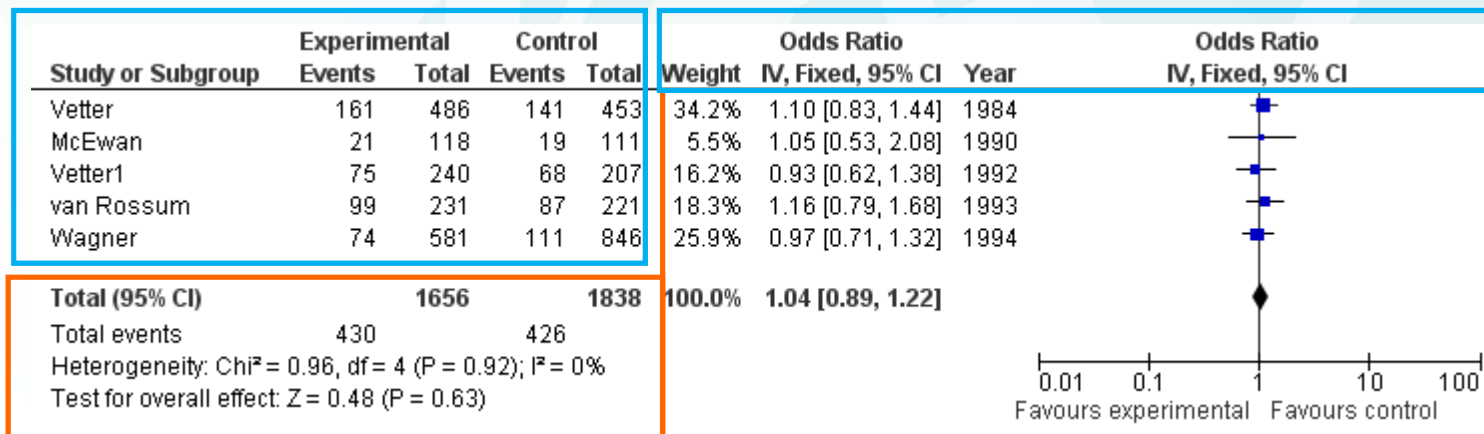 Experimental Control Odds Ratio Odds Ratio
Study or Subgroup Events Total Events Total Weight IV, Fixed, 95% CI Year IV, Fixed, 95% CI
Vetter 161 486 141 453 34.2% 1.10 [0.83, 1.44] 1984
McEwan 21 118 19 111 5.5% 1.05 [0.53, 2.08] 1990
Vetter1 75 240 68 207 16.2% 0.93 [0.62, 1.38] 1992
van Rossum 99 231 87 221 18.3% 1.16 [0.79, 1.68] 1993
Wagner 74 581 111 846 25.9% 0.97 [0.71, 1.32] 1994
Total (95% CI) 1656 1838 100.0% 1.04 [0.89, 1.22]
Total events 430 426
Heterogeneity: Chi² = 0.96, df = 4 (P = 0.92); I² = 0%
Test for overall effect: Z = 0.48 (P = 0.63)
0.01 0.1 1 10 100
Favours experimental Favours control